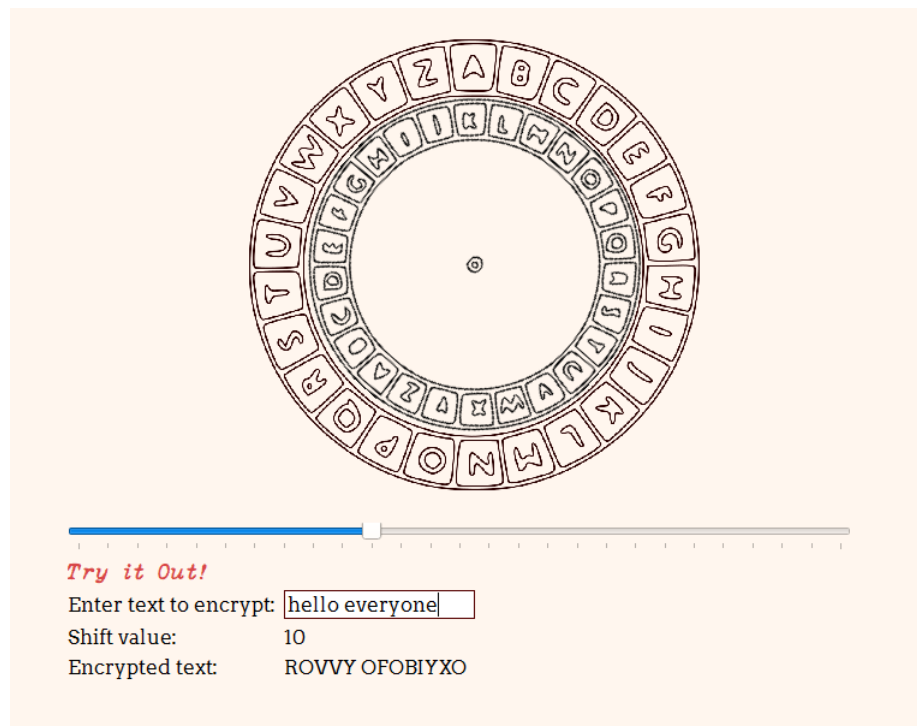 A B C D E F G H I J K L M N O P Q R S T U V W X Y Z
K L M N O P Q R S T U V W X Y Z A B C D E F G H I J
Try it Out!
Enter text to encrypt: hello everyone
Shift value: 10
Encrypted text: ROVVY OFOBIYXO